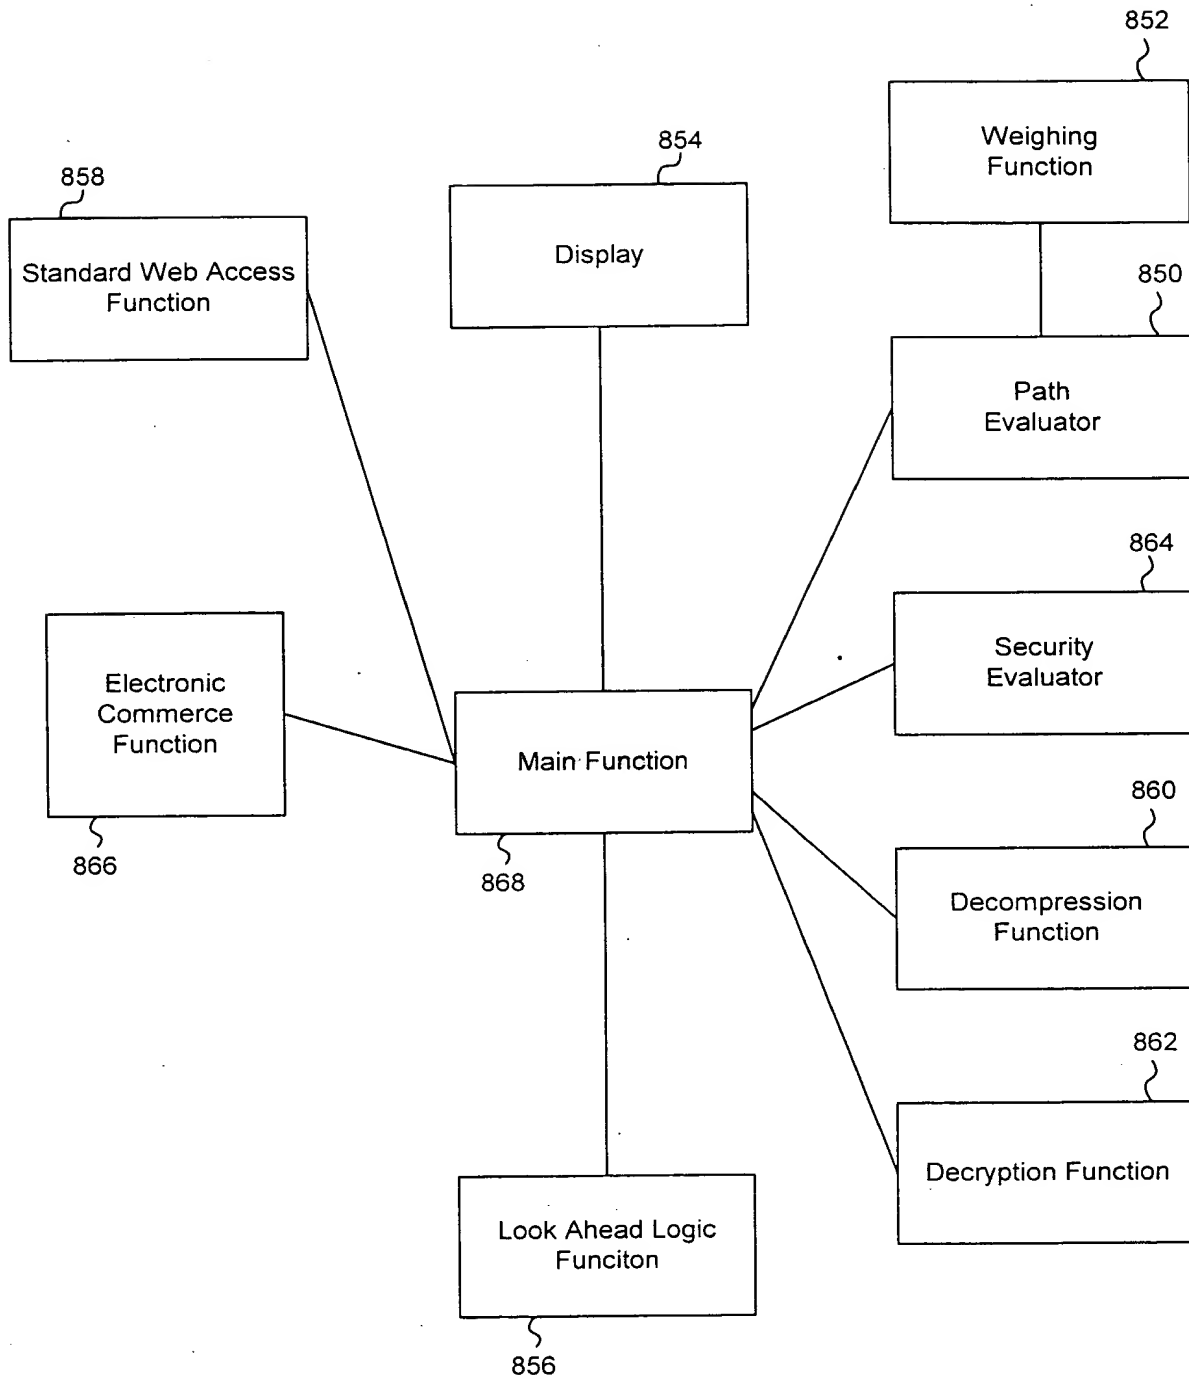 852
Weighing
Function
854
858
Display
Standard Web Access
Function
850
Path
Evaluator
864
Security
Evaluator
Electronic
Commerce
Function
Main Function
866
868
860
Decompression
Function
862
Decryption Function
Look Ahead Logic
Funciton
856